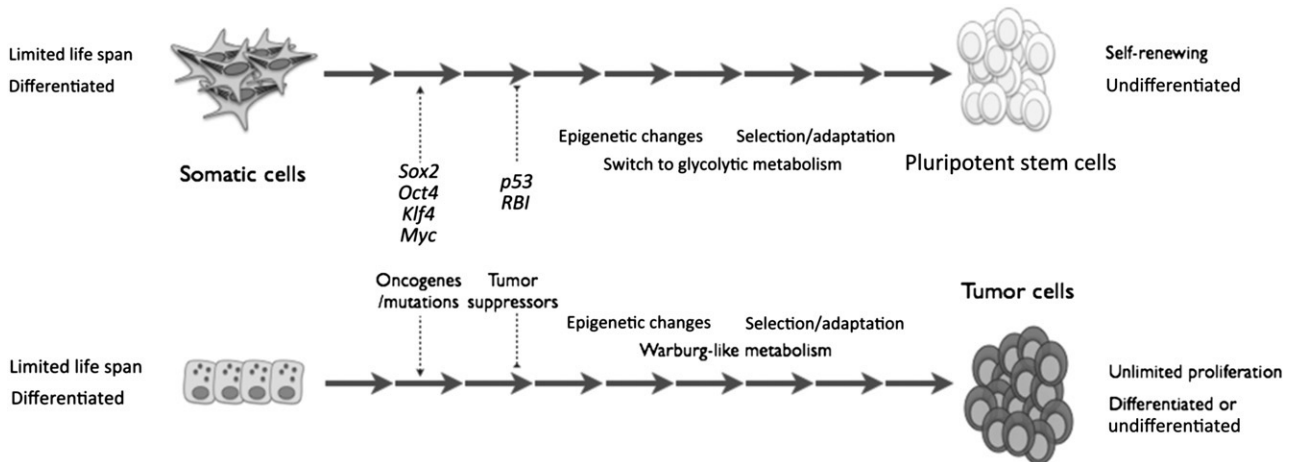 Limited life span
Differentiated
Somatic cells
Sox2
Oct4
Klf4
Myc
p53
RBI
Epigenetic changes
Selection/adaptation
Switch to glycolytic metabolism
Self-renewing
Undifferentiated
Pluripotent stem cells
Oncogenes
/mutations
Tumor
suppressors
Epigenetic changes
Selection/adaptation
Warburg-like metabolism
Tumor cells
Limited life span
Differentiated
Unlimited proliferation
Differentiated or
undifferentiated